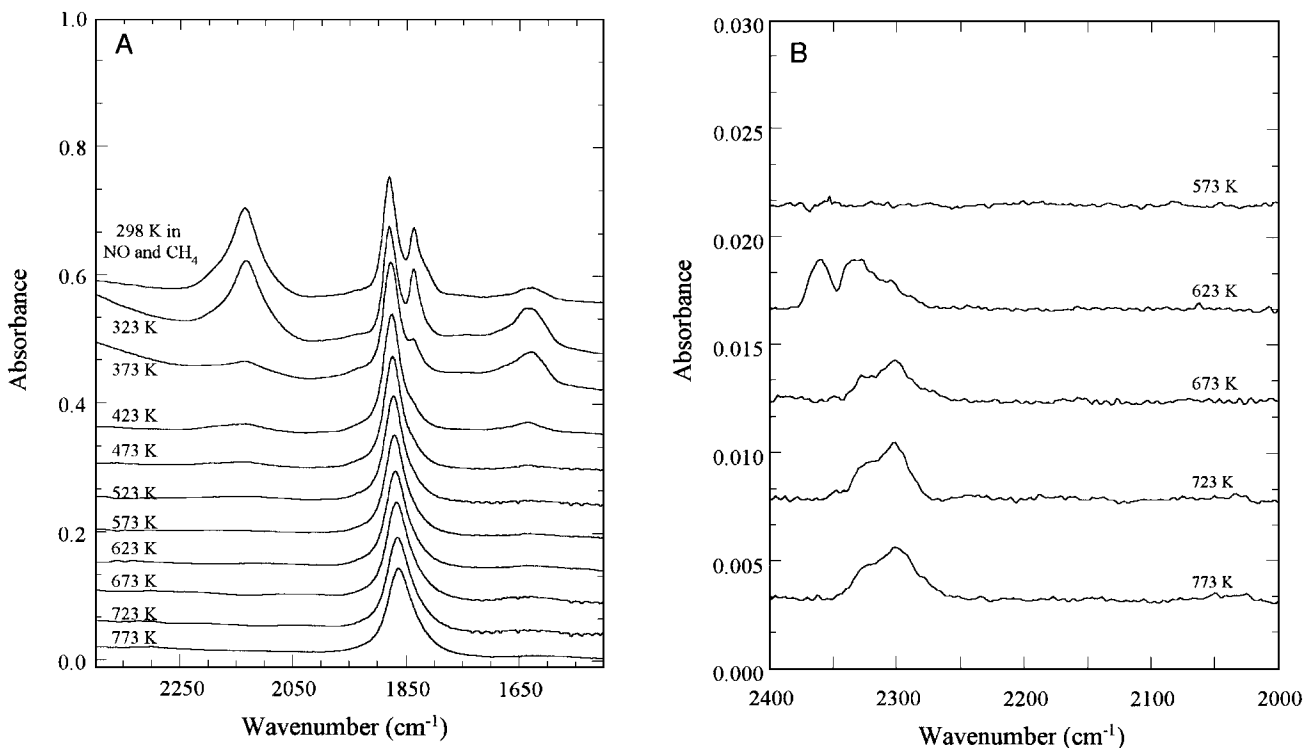 A
1.0
0.8
0.6
0.4
0.2
0.0
Absorbance
298 K in
NO and CH₄
323 K
373 K
423 K
473 K
523 K
573 K
623 K
673 K
723 K
773 K
2250 2050 1850 1650
Wavenumber (cm⁻¹)
B
0.030
0.025
0.020
0.015
0.010
0.005
0.000
Absorbance
573 K
623 K
673 K
723 K
773 K
2400 2300 2200 2100 2000
Wavenumber (cm⁻¹)